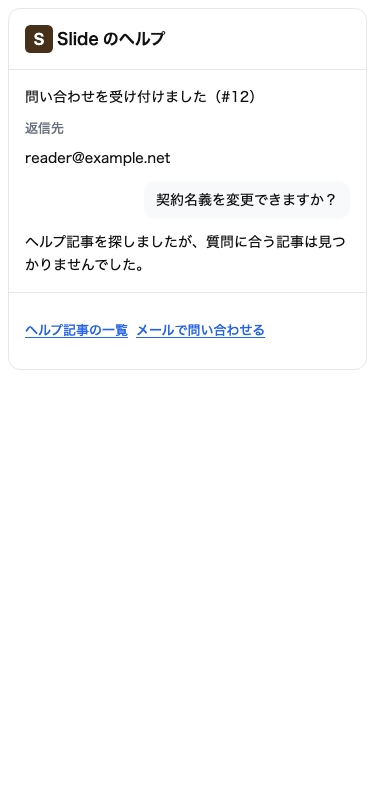 S Slide のヘルプ
問い合わせを受け付けました（#12）
返信先
reader@example.net
契約名義を変更できますか？
ヘルプ記事を探しましたが、質問に合う記事は見つ
かりませんでした。
ヘルプ記事の一覧 メールで問い合わせる